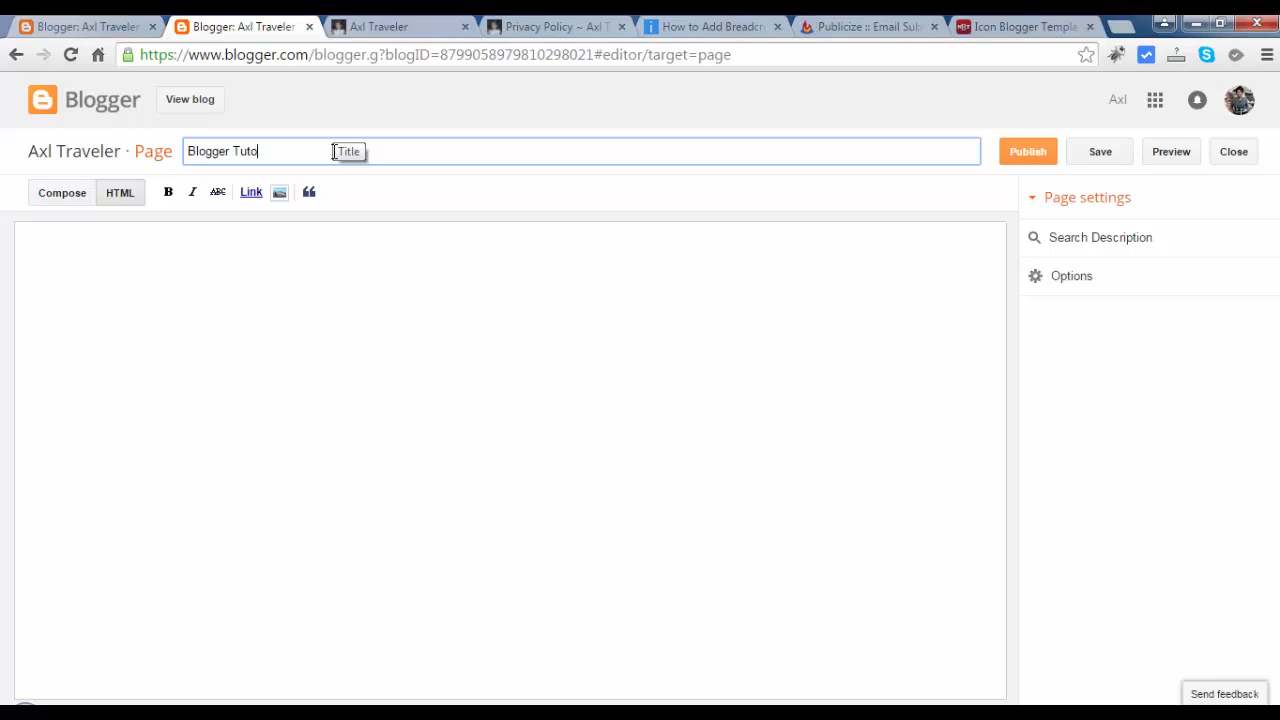 Blogger: Axl Traveler
Blogger: Axl Traveler
Axl Traveler
Privacy Policy ~ Axl T
How to Add Breadcr
Publicize :: Email Sub
Icon Blogger Templa
https://www.blogger.com/blogger.g?blogID=8799058979810298021#editor/target=page
Blogger
View blog
Axl
Axl Traveler · Page
Blogger Tuto
Title
Publish
Save
Preview
Close
Compose
HTML
B
I
ABC
Link
Page settings
Search Description
Options
Send feedback